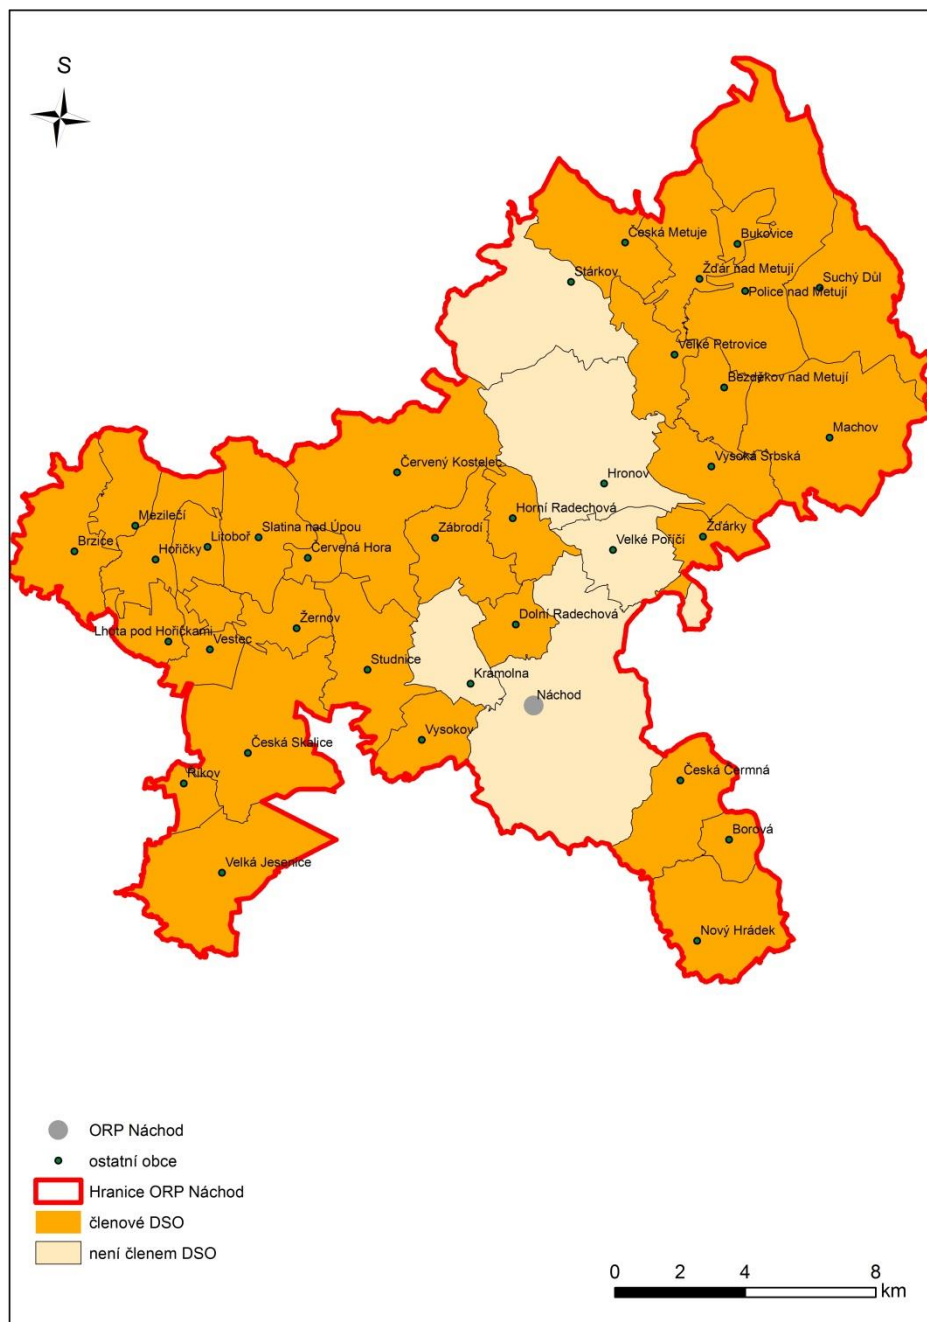 S
Česká Metuje
Bukovice
Stárkov
Žďár nad Metují
Suchý Důl
Police nad Metují
Velké Petrovice
Bezděkov nad Metují
Machov
Červený Kostelec
Vysoká Srbská
Hronov
Mezilečí
Horní Radechová
Slatina nad Úpou
Zábrodí
Žďárky
Brzice
Hořičky
Litoboř
Červená Hora
Velké Poříčí
Lhota pod Hořičkami
Žernov
Dolní Radechová
Vestec
Studnice
Kramolna
Náchod
Vysokov
Česká Skalice
Česká Čermná
Říkov
Borová
Velká Jesenice
Nový Hrádek
ORP Náchod
ostatní obce
Hranice ORP Náchod
členové DSO
není členem DSO
0 2 4 8
km